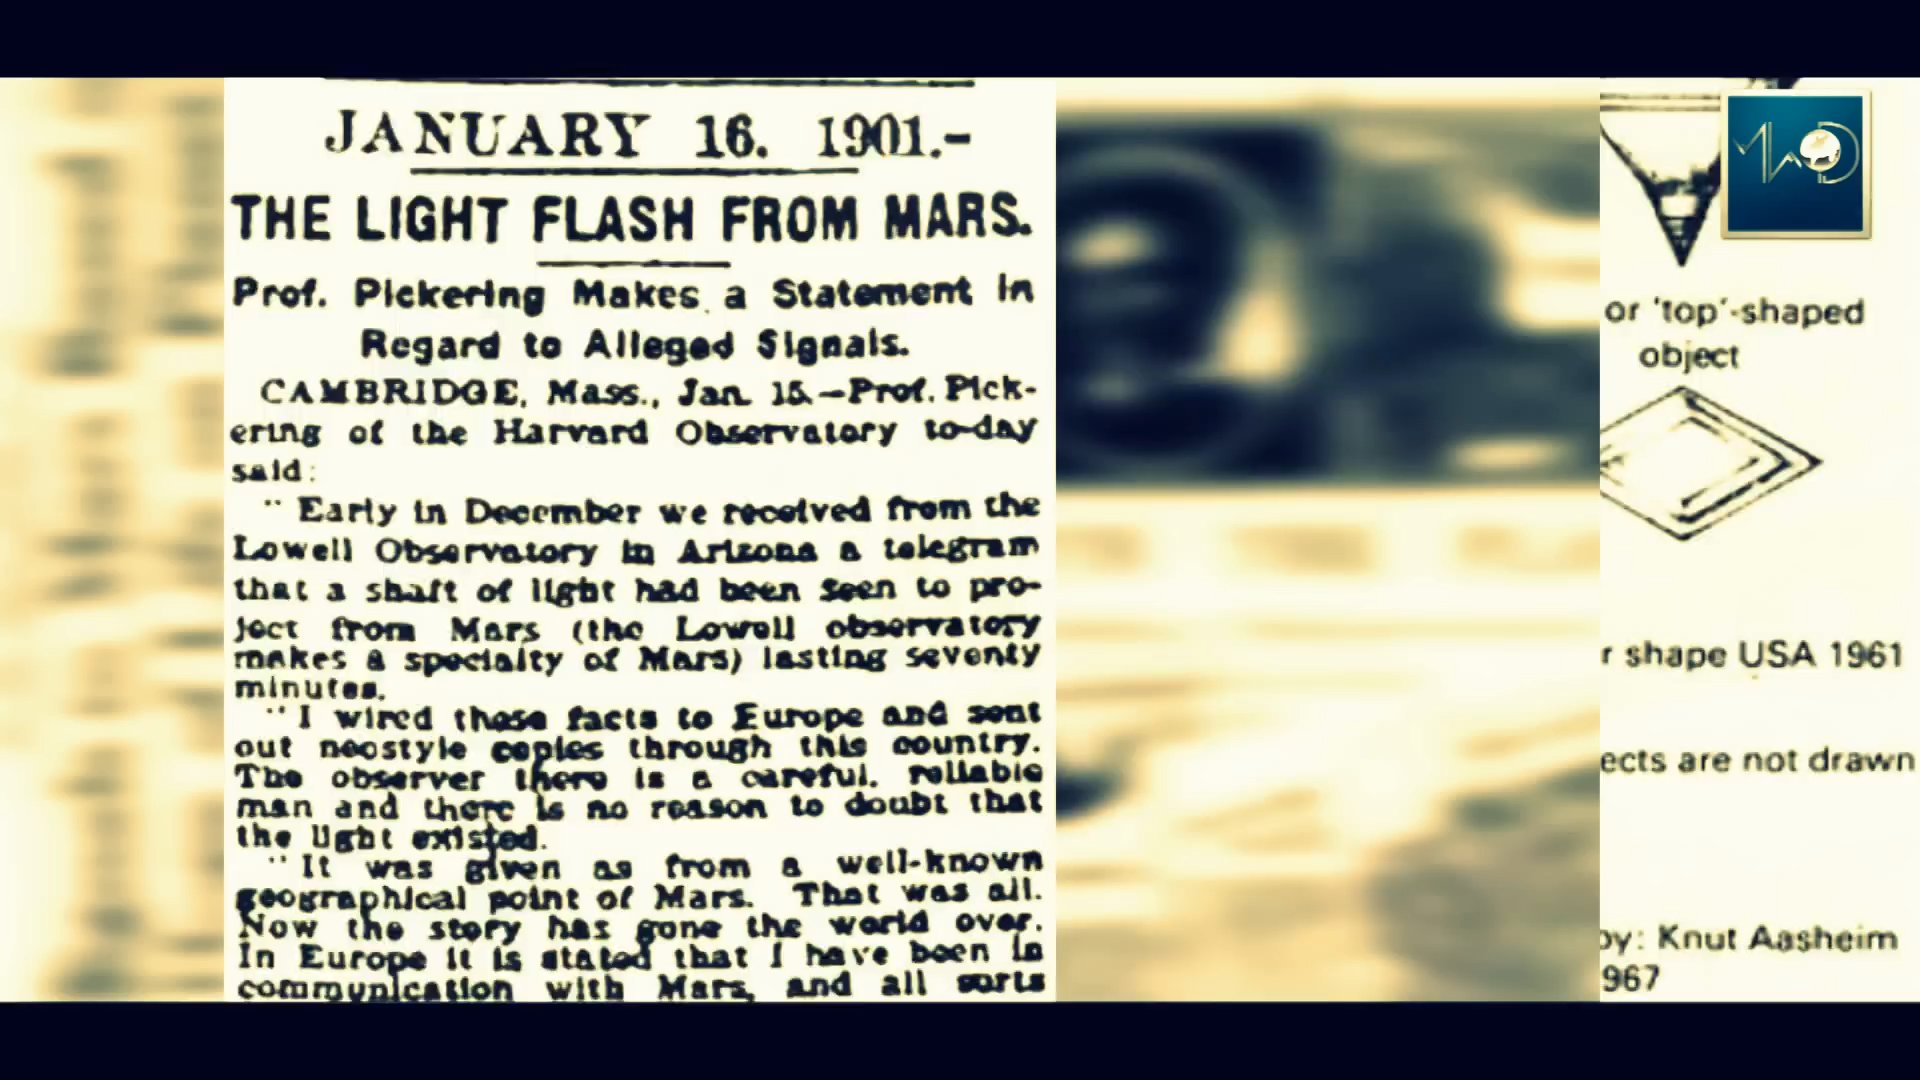 JANUARY 16. 1901.-
THE LIGHT FLASH FROM MARS.
Prof. Pickering Makes a Statement in
Regard to Alleged Signals.
CAMBRIDGE, Mass., Jan. 15.—Prof. Pick-
ering of the Harvard Observatory to-day
said:
"Early in December we received from the
Lowell Observatory in Arizona a telegram
that a shaft of light had been seen to pro-
ject from Mars (the Lowell observatory
makes a specialty of Mars) lasting seventy
minutes.
"I wired these facts to Europe and sent
out neostyle copies through this country.
The observer there is a careful, reliable
man and there is no reason to doubt that
the light existed.
"It was given as from a well-known
geographical point of Mars. That was all.
Now the story has gone the world over.
In Europe it is stated that I have been in
communication with Mars, and all sorts
or 'top'-shaped
object
r shape USA 1961
ects are not drawn
by: Knut Aasheim
967